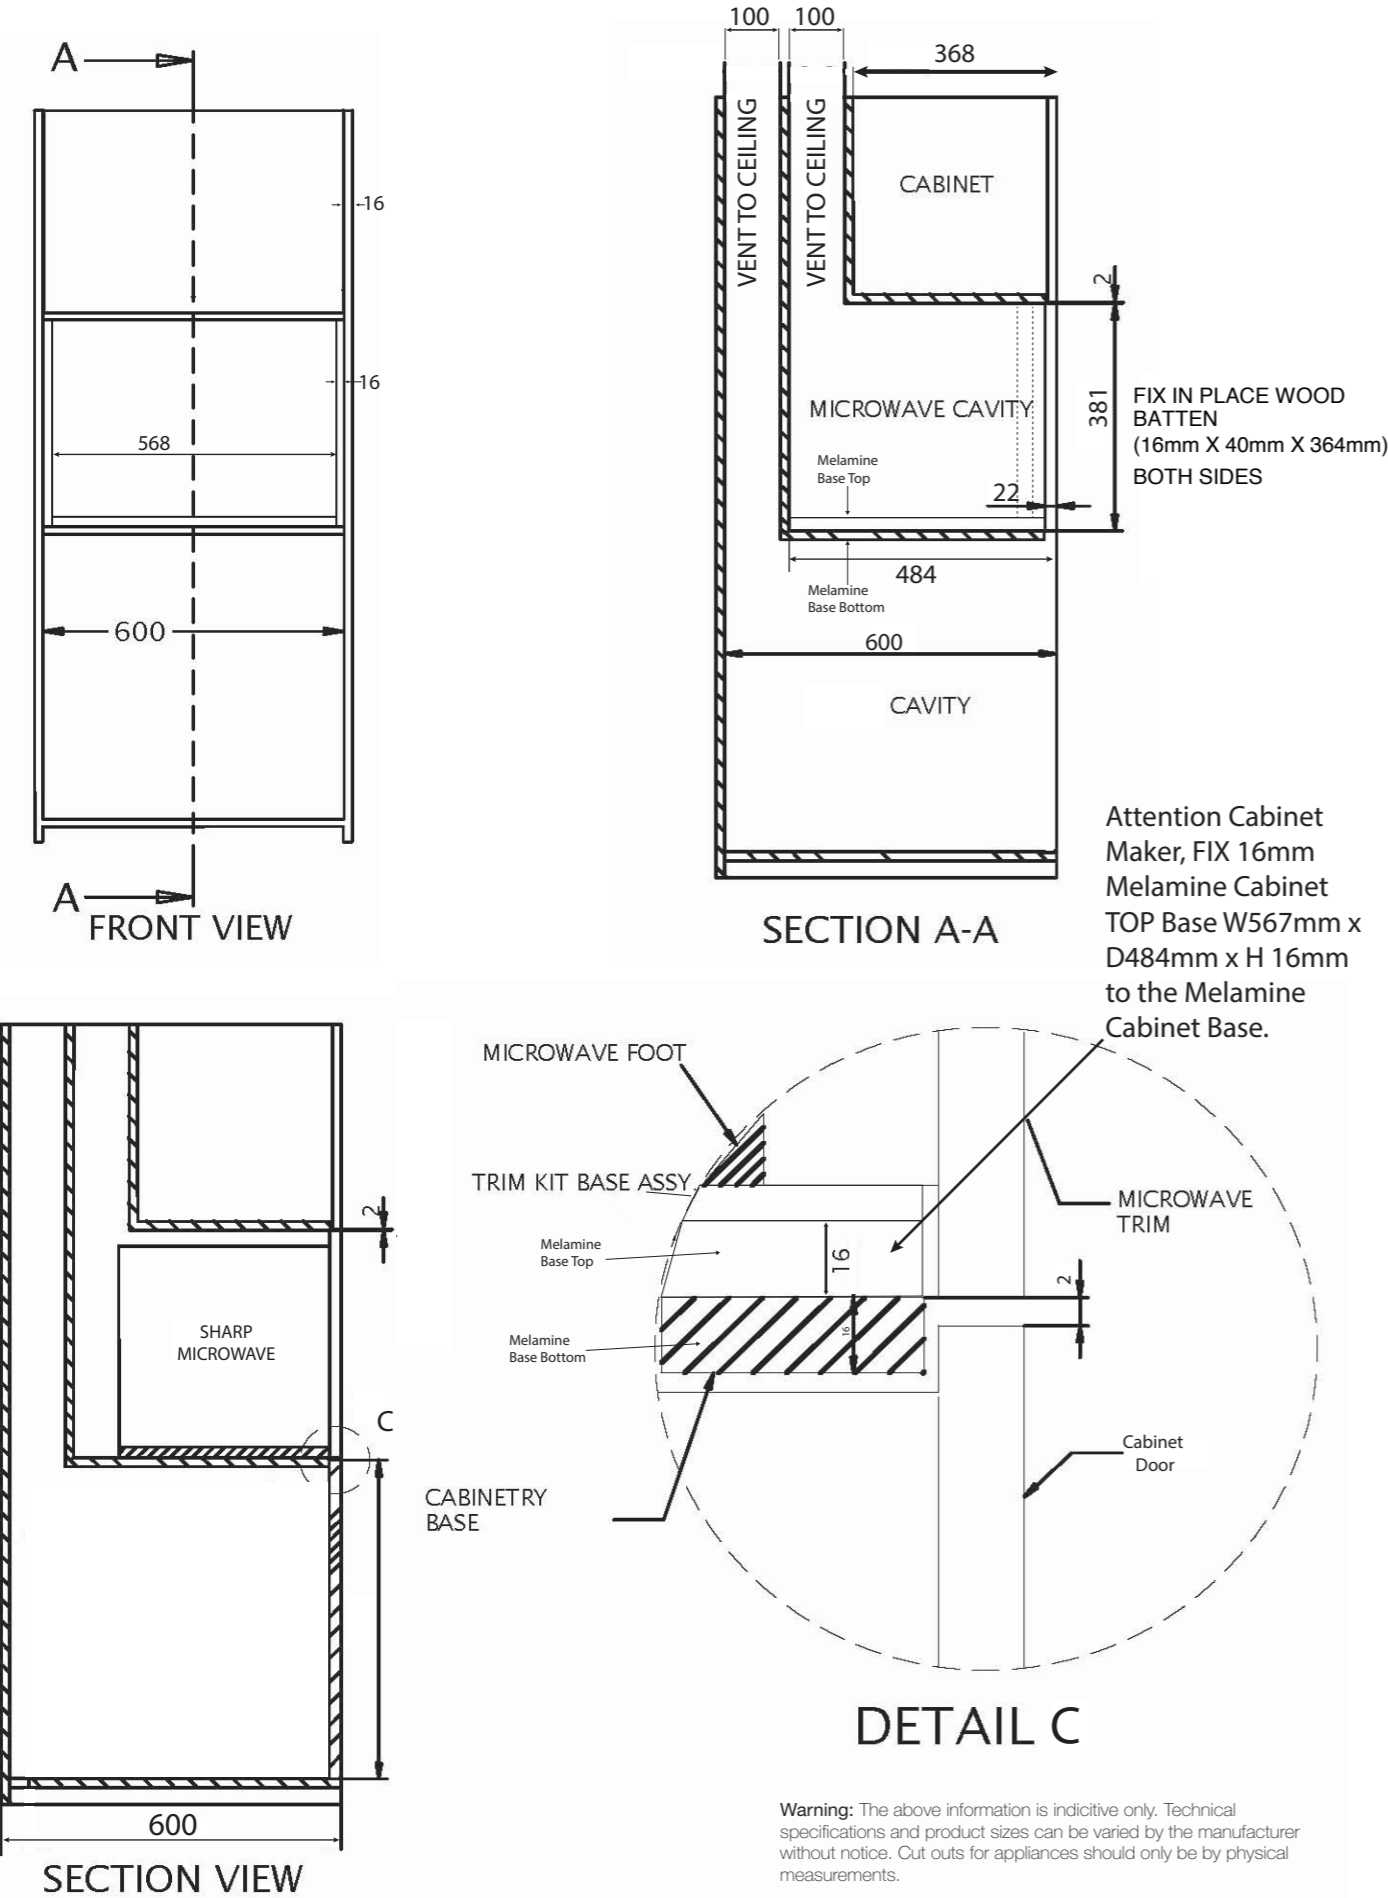 A
16
16
568
600
A
FRONT VIEW
100 100
368
VENT TO CEILING
VENT TO CEILING
CABINET
2
MICROWAVE CAVITY
381
FIX IN PLACE WOOD
BATTEN
(16mm X 40mm X 364mm)
BOTH SIDES
Melamine
Base Top
22
484
Melamine
Base Bottom
600
CAVITY
SECTION A-A
Attention Cabinet
Maker, FIX 16mm
Melamine Cabinet
TOP Base W567mm x
D484mm x H 16mm
to the Melamine
Cabinet Base.
2
SHARP
MICROWAVE
C
600
SECTION VIEW
MICROWAVE FOOT
TRIM KIT BASE ASSY.
Melamine
Base Top
16
MICROWAVE
TRIM
2
Melamine
Base Bottom
16
CABINETRY
BASE
Cabinet
Door
DETAIL C
Warning: The above information is indicitive only. Technical
specifications and product sizes can be varied by the manufacturer
without notice. Cut outs for appliances should only be by physical
measurements.